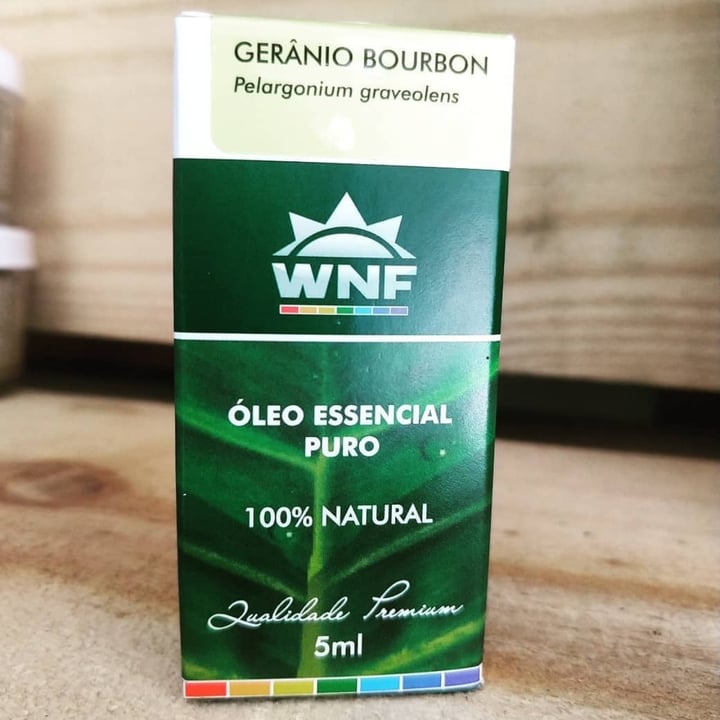 GERÂNIO BOURBON
Pelargonium graveolens
WNF
ÓLEO ESSENCIAL
PURO
100% NATURAL
Qualidade Premium
5ml